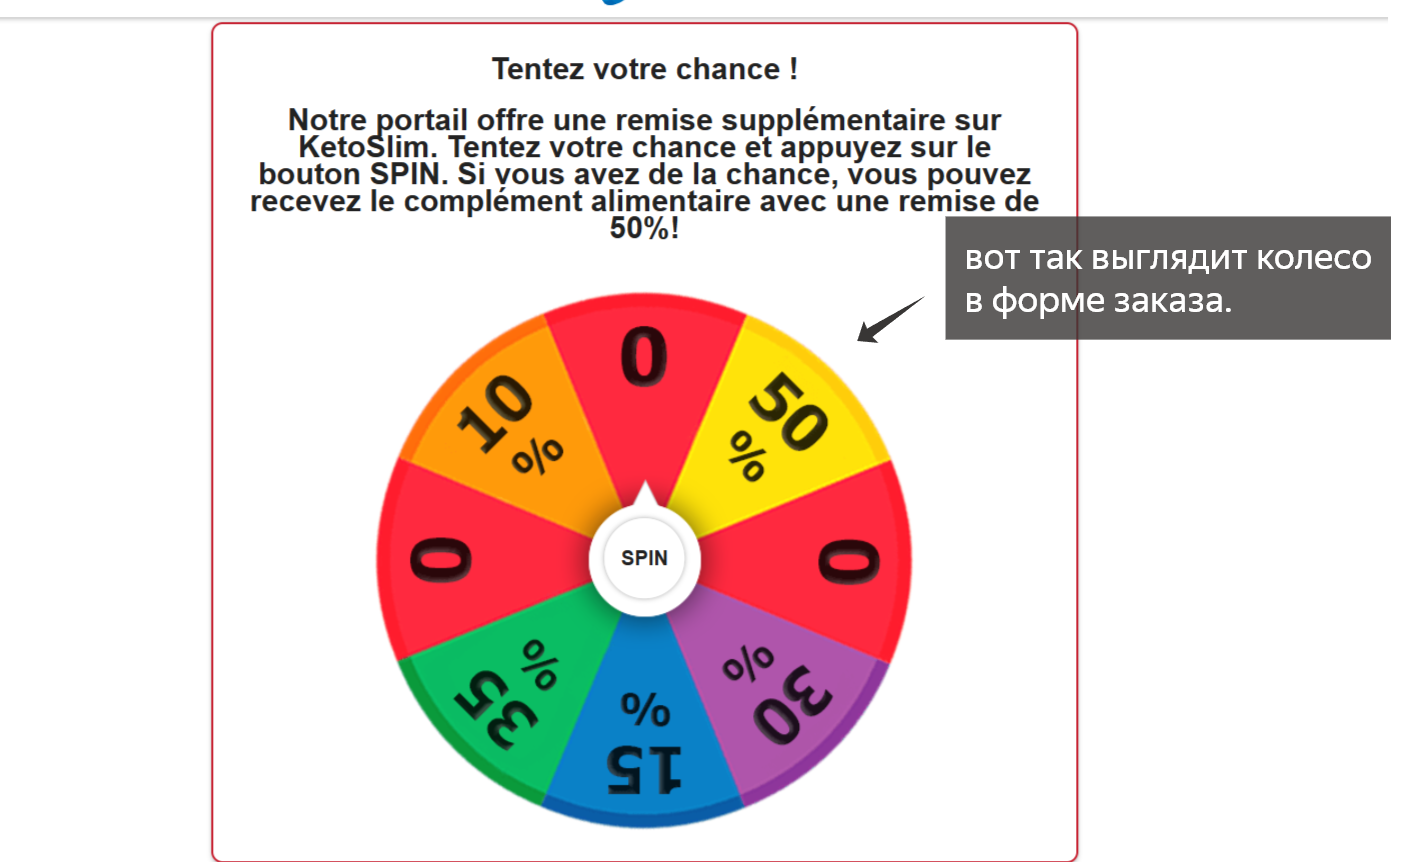 Tentez votre chance !
Notre portail offre une remise supplémentaire sur
KetoSlim. Tentez votre chance et appuyez sur le
bouton SPIN. Si vous avez de la chance, vous pouvez
recevez le complément alimentaire avec une remise de
50%!
вот так выглядит колесо
в форме заказа.
0
50
%
0
30
%
15
%
35
%
0
10
%
SPIN